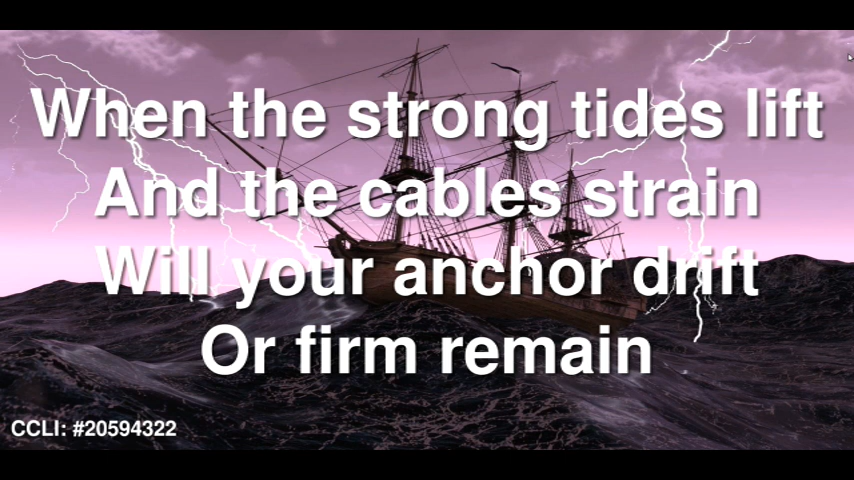 When the strong tides lift
And the cables strain
Will your anchor drift
Or firm remain
CCLI: #20594322